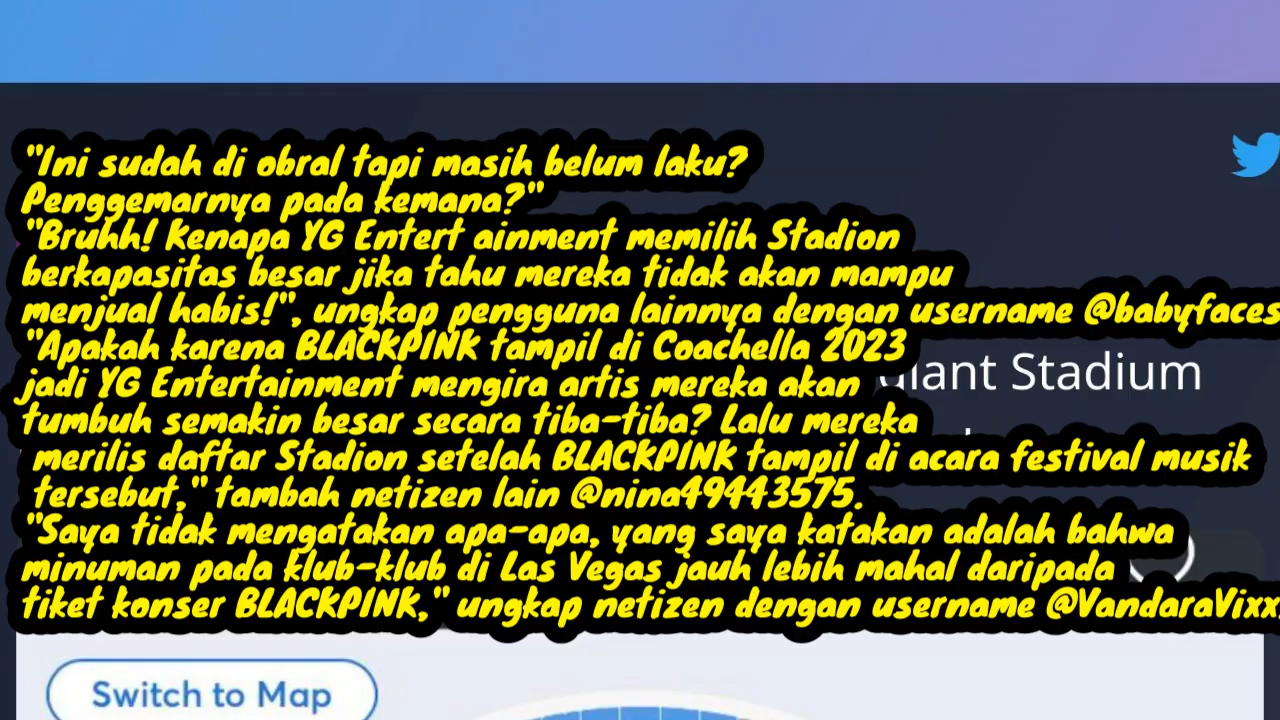 "Ini sudah di obral tapi masih belum laku?
Penggemarnya pada kemana?"
"Bruhh! Kenapa YG Entert ainment memilih Stadion
berkapasitas besar jika tahu mereka tidak akan mampu
menjual habis!", ungkap pengguna lainnya dengan username @babyfaces
"Apakah karena BLACKPINK tampil di Coachella 2023
jadi YG Entertainment mengira artis mereka akan
tumbuh semakin besar secara tiba-tiba? Lalu mereka
merilis daftar Stadion setelah BLACKPINK tampil di acara festival musik
tersebut," tambah netizen lain @nina49443575.
"Saya tidak mengatakan apa-apa, yang saya katakan adalah bahwa
minuman pada klub-klub di Las Vegas jauh lebih mahal daripada
tiket konser BLACKPINK," ungkap netizen dengan username @VandaraVixx
Stadium
Switch to Map